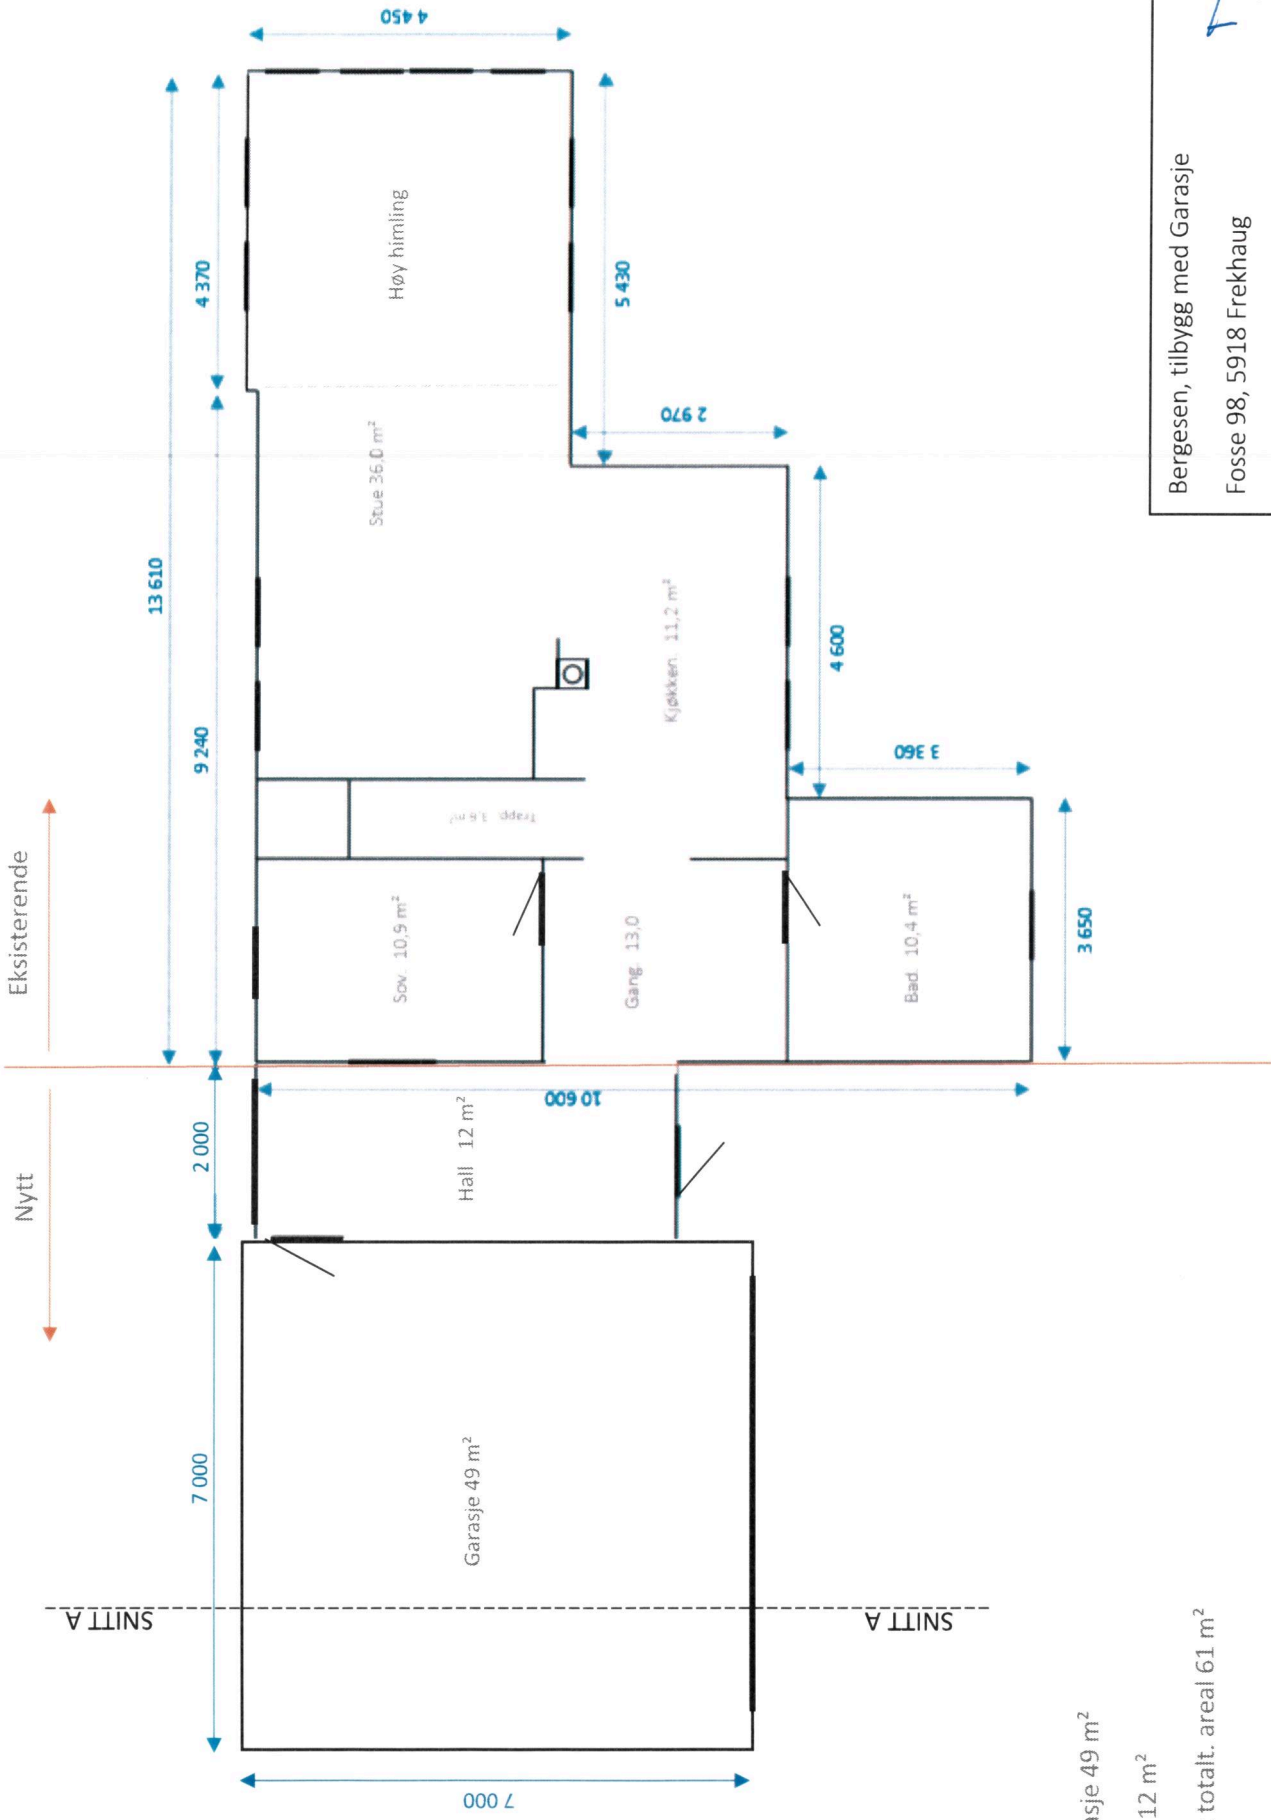 Nytt
Eksisterende
13 610
7 000
2 000
9 240
4 370
4 450
SNITT A
SNITT A
7 000
Garasje 49 m²
Hall 12 m²
10 600
Sov. 10,9 m²
Trapp. 3,6 m²
Stue 36,0 m²
Høy himling
Gang. 13,0
Kjøkken. 11,2 m²
2 970
5 430
Bad. 10,4 m²
3 360
4 600
3 650
asje 49 m²
12 m²
totalt. areal 61 m²
Bergesen, tilbygg med Garasje
Fosse 98, 5918 Frekhaug